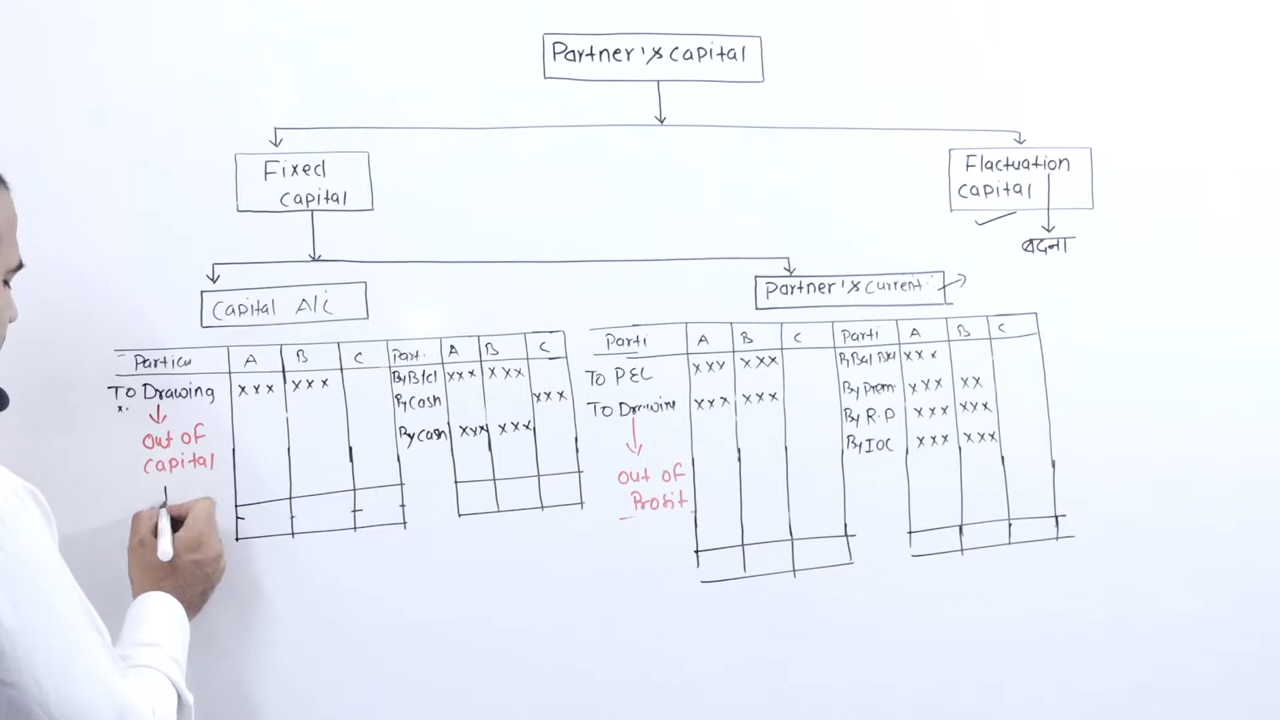 Partner's capital
Fixed
capital
Flactuation
capital
बदलना
Capital A/c
Partner's current
Particu A B C Part. A B C
To Drawing xxx xxx By B/d xxx xxx
By Cash xxx
out of
capital
By cash xxx xxx
Parti A B C Parti A B C
To P&L xxx xxx By Bal, B/d xxx
To Drawing xxx xxx By Prem xxx xx
By R.P xxx xxx
By IOC xxx xxx
out of
Profit